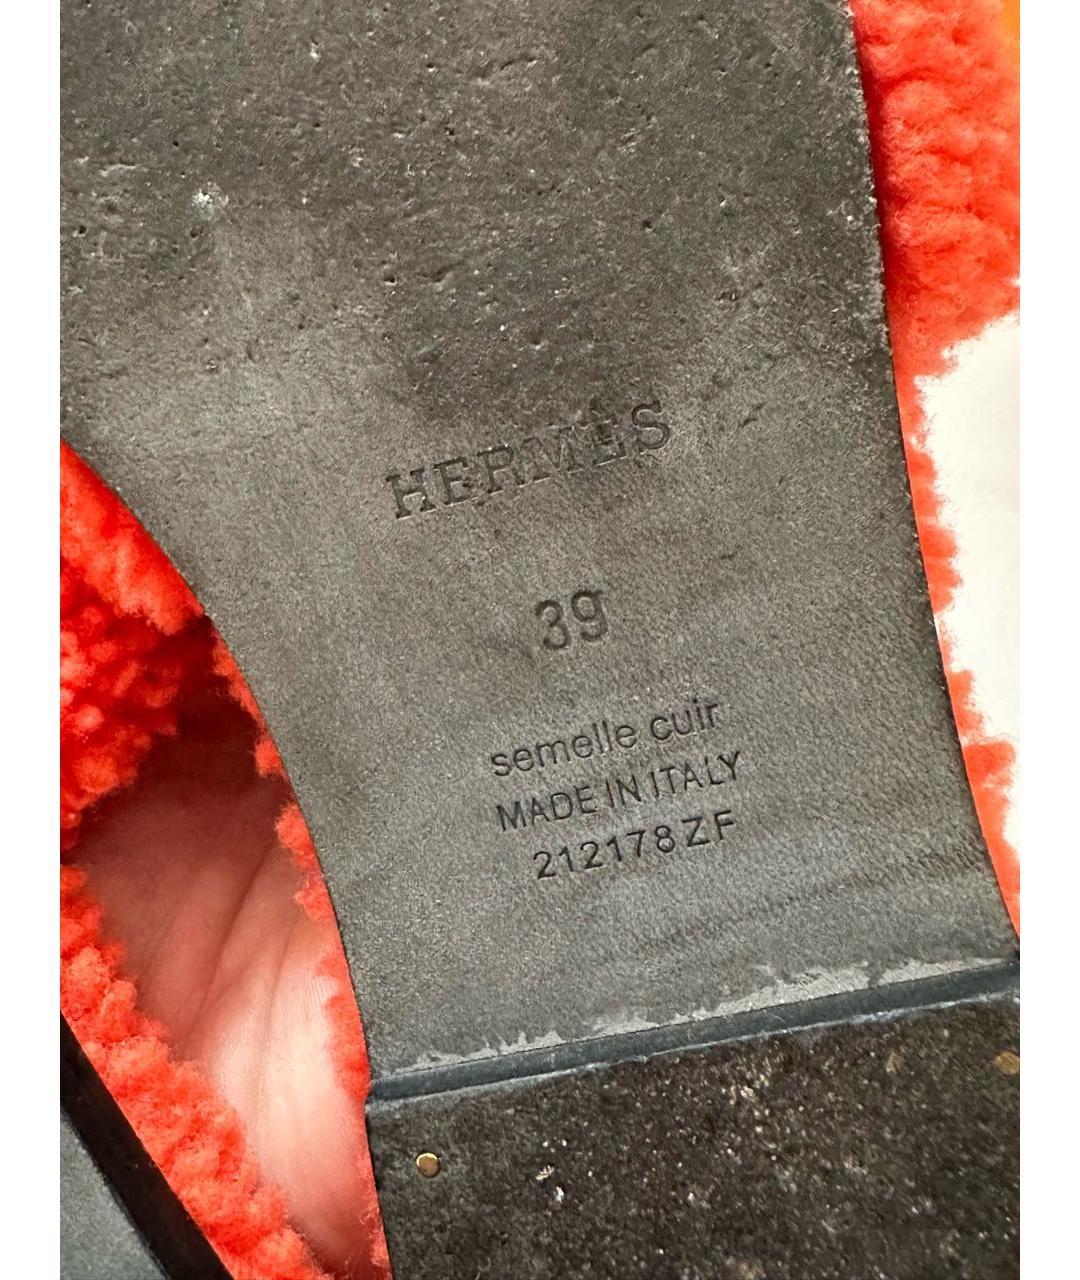 HERMES
39
semelle cuir
MADE IN ITALY
212178 ZF